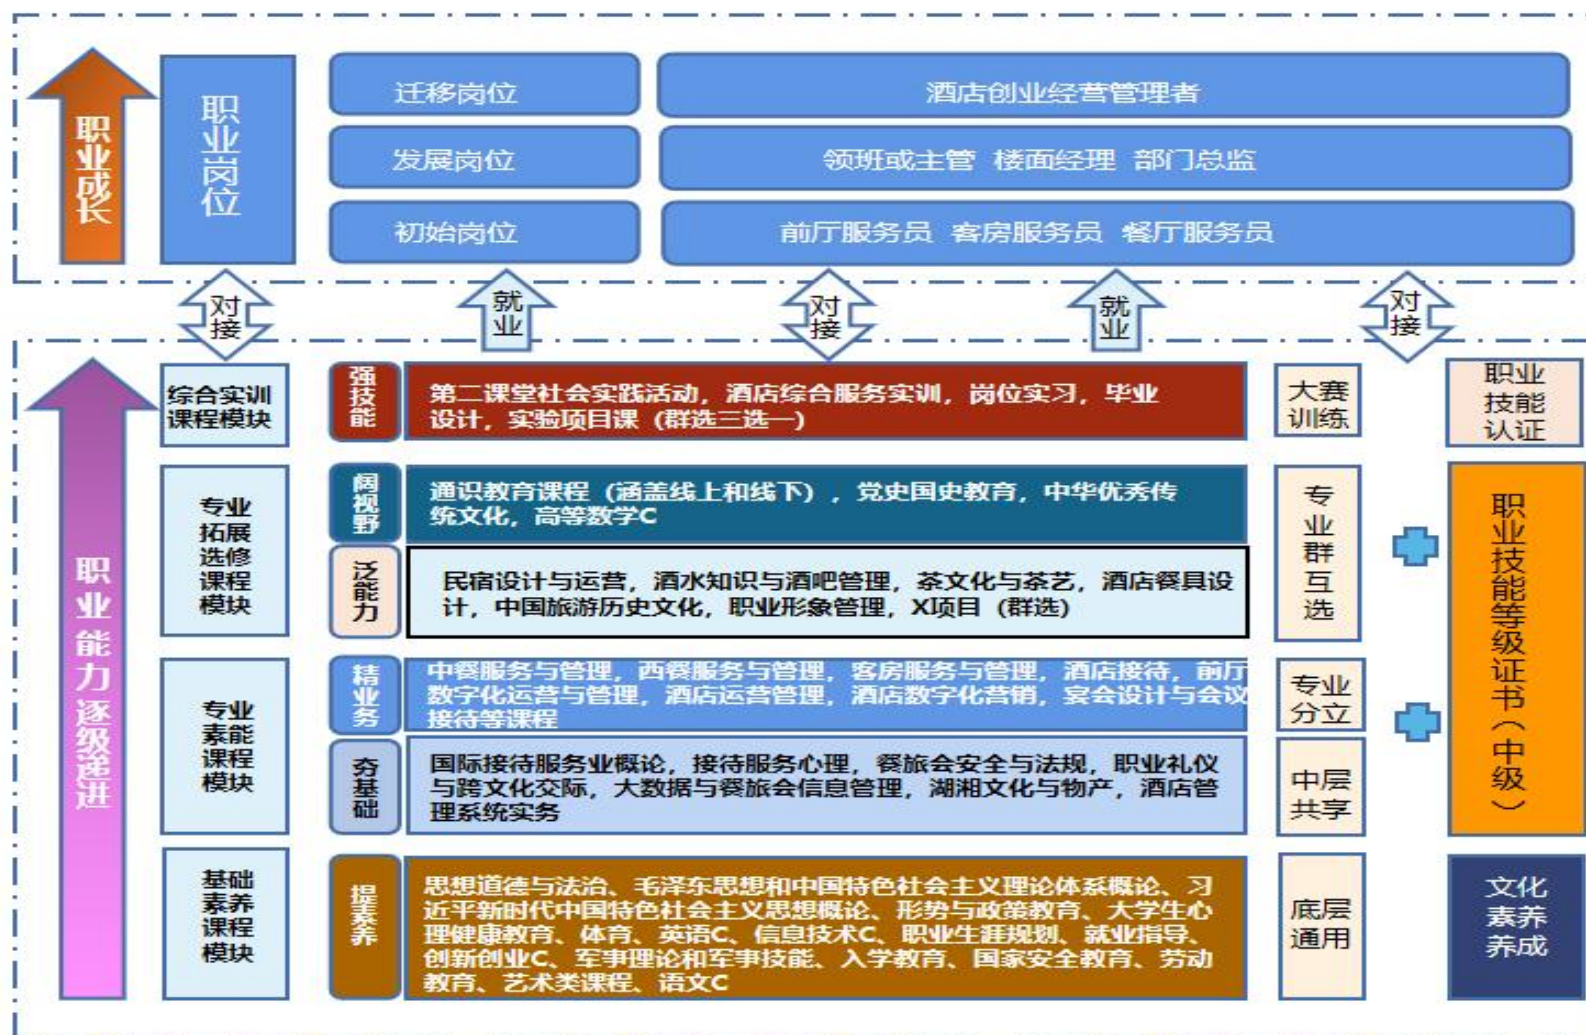 职业成长
职业岗位
迁移岗位
酒店创业经营管理者
发展岗位
领班或主管 楼面经理 部门总监
初始岗位
前厅服务员 客房服务员 餐厅服务员
对接
就业
对接
就业
对接
职业能力逐级递进
综合实训
课程模块
强技能
第二课堂社会实践活动，酒店综合服务实训，岗位实习，毕业
设计，实验项目课（群选三选一）
大赛
训练
职业
技能
认证
专业
拓展
选修
课程
模块
阔视野
通识教育课程（涵盖线上和线下），党史国史教育，中华优秀传
统文化，高等数学C
泛能力
民宿设计与运营，酒水知识与酒吧管理，茶文化与茶艺，酒店餐具设
计，中国旅游历史文化，职业形象管理，X项目（群选）
专业群互选
职业技能等级证书（中级）
专业
素能
课程
模块
精业务
中餐服务与管理，西餐服务与管理，客房服务与管理，酒店接待，前厅
数字化运营与管理，酒店运营管理，酒店数字化营销，宴会设计与会议
接待等课程
专业
分立
夯基础
国际接待服务业概论，接待服务心理，餐旅会安全与法规，职业礼仪
与跨文化交际，大数据与餐旅会信息管理，湖湘文化与物产，酒店管
理系统实务
中层
共享
基础
素养
课程
模块
提素养
思想道德与法治、毛泽东思想和中国特色社会主义理论体系概论、习
近平新时代中国特色社会主义思想概论、形势与政策教育、大学生心
理健康教育、体育、英语C、信息技术C、职业生涯规划、就业指导、
创新创业C、军事理论和军事技能、入学教育、国家安全教育、劳动
教育、艺术类课程、语文C
底层
通用
文化
素养
养成